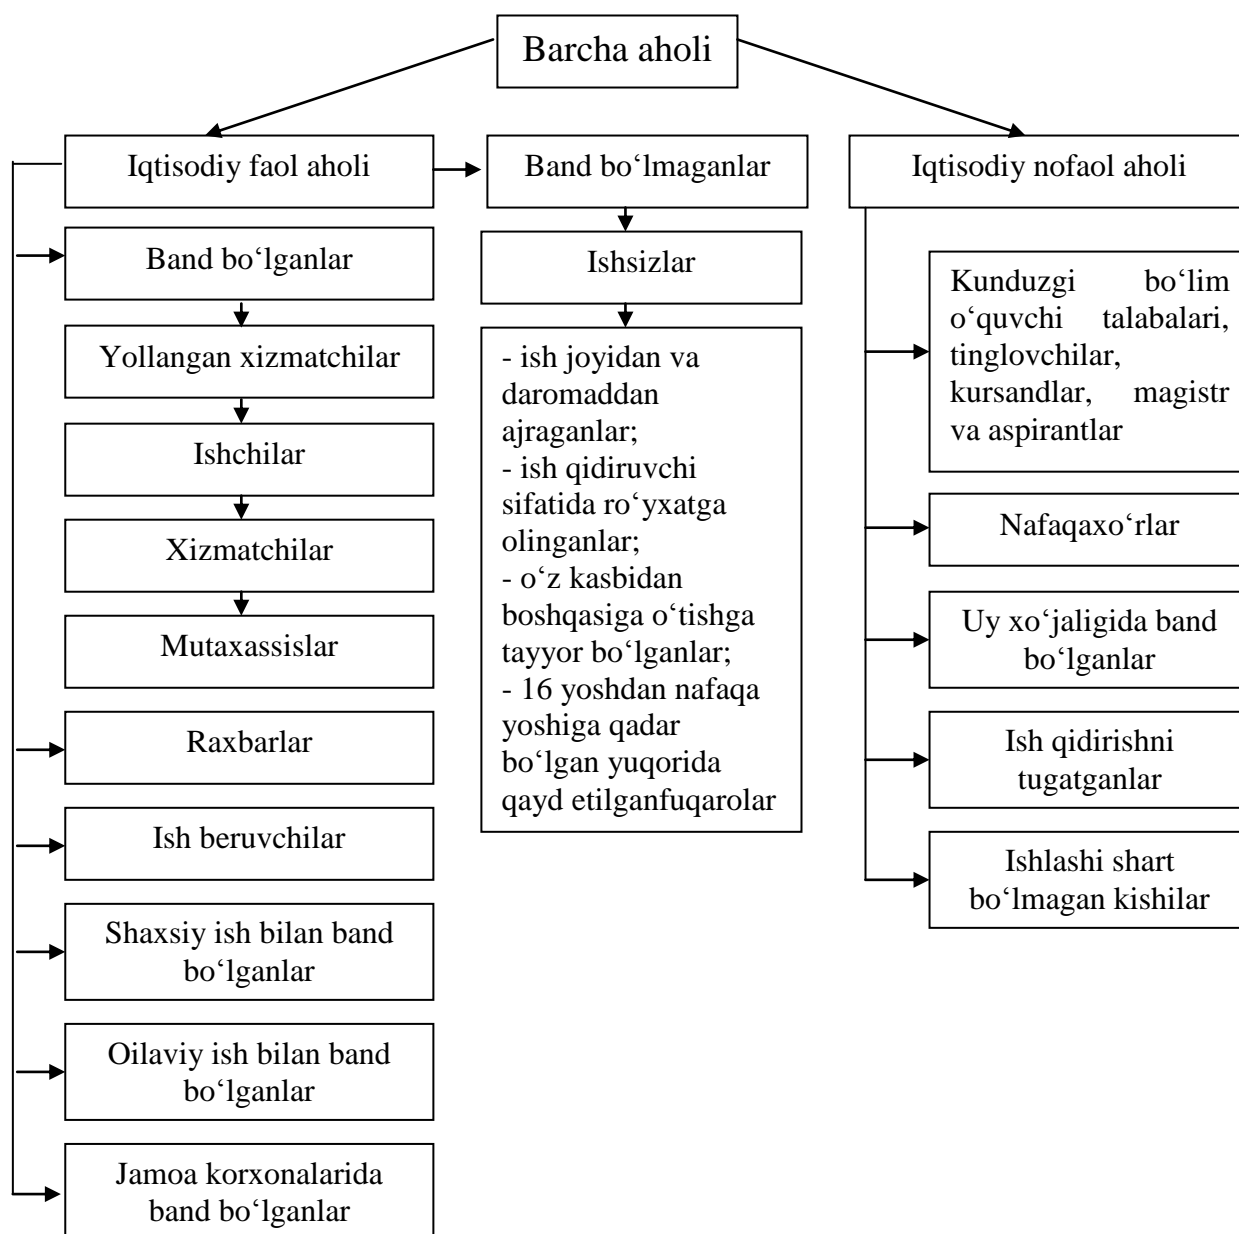 Barcha aholi
Iqtisodiy faol aholi
Band bo‘lmaganlar
Iqtisodiy nofaol aholi
Band bo‘lganlar
Yollangan xizmatchilar
Ishchilar
Xizmatchilar
Mutaxassislar
Raxbarlar
Ish beruvchilar
Shaxsiy ish bilan band
bo‘lganlar
Oilaviy ish bilan band
bo‘lganlar
Jamoa korxonalarida
band bo‘lganlar
Ishsizlar
- ish joyidan va
daromaddan
ajraganlar;
- ish qidiruvchi
sifatida ro‘yxatga
olinganlar;
- o‘z kasbidan
boshqasiga o‘tishga
tayyor bo‘lganlar;
- 16 yoshdan nafaqa
yoshiga qadar
bo‘lgan yuqorida
qayd etilganfuqarolar
Kunduzgi bo‘lim
o‘quvchi talabalari,
tinglovchilar,
kursandlar, magistr
va aspirantlar
Nafaqaxo‘rlar
Uy xo‘jaligida band
bo‘lganlar
Ish qidirishni
tugatganlar
Ishlashi shart
bo‘lmagan kishilar